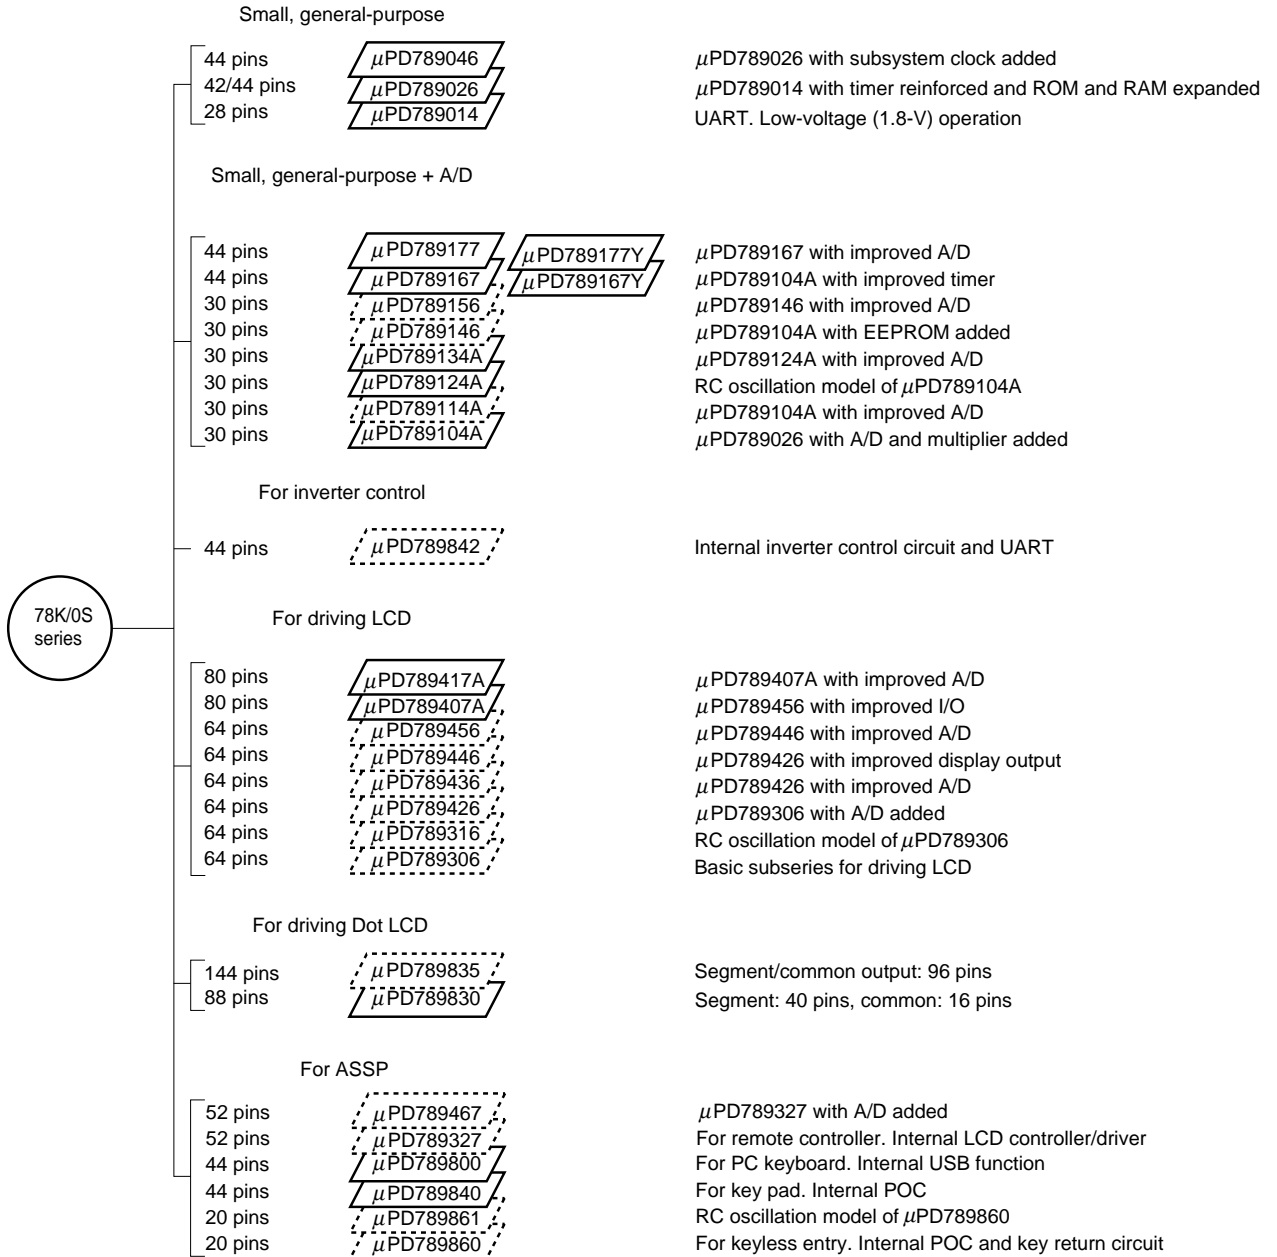 Small, general-purpose
44 pins μPD789046 μPD789026 with subsystem clock added
42/44 pins μPD789026 μPD789014 with timer reinforced and ROM and RAM expanded
28 pins μPD789014 UART. Low-voltage (1.8-V) operation
Small, general-purpose + A/D
44 pins μPD789177 μPD789177Y μPD789167 with improved A/D
44 pins μPD789167 μPD789167Y μPD789104A with improved timer
30 pins μPD789156 μPD789146 with improved A/D
30 pins μPD789146 μPD789104A with EEPROM added
30 pins μPD789134A μPD789124A with improved A/D
30 pins μPD789124A RC oscillation model of μPD789104A
30 pins μPD789114A μPD789104A with improved A/D
30 pins μPD789104A μPD789026 with A/D and multiplier added
For inverter control
44 pins μPD789842 Internal inverter control circuit and UART
78K/0S
series
For driving LCD
80 pins μPD789417A μPD789407A with improved A/D
80 pins μPD789407A μPD789456 with improved I/O
64 pins μPD789456 μPD789446 with improved A/D
64 pins μPD789446 μPD789426 with improved display output
64 pins μPD789436 μPD789426 with improved A/D
64 pins μPD789426 μPD789306 with A/D added
64 pins μPD789316 RC oscillation model of μPD789306
64 pins μPD789306 Basic subseries for driving LCD
For driving Dot LCD
144 pins μPD789835 Segment/common output: 96 pins
88 pins μPD789830 Segment: 40 pins, common: 16 pins
For ASSP
52 pins μPD789467 μPD789327 with A/D added
52 pins μPD789327 For remote controller. Internal LCD controller/driver
44 pins μPD789800 For PC keyboard. Internal USB function
44 pins μPD789840 For key pad. Internal POC
20 pins μPD789861 RC oscillation model of μPD789860
20 pins μPD789860 For keyless entry. Internal POC and key return circuit